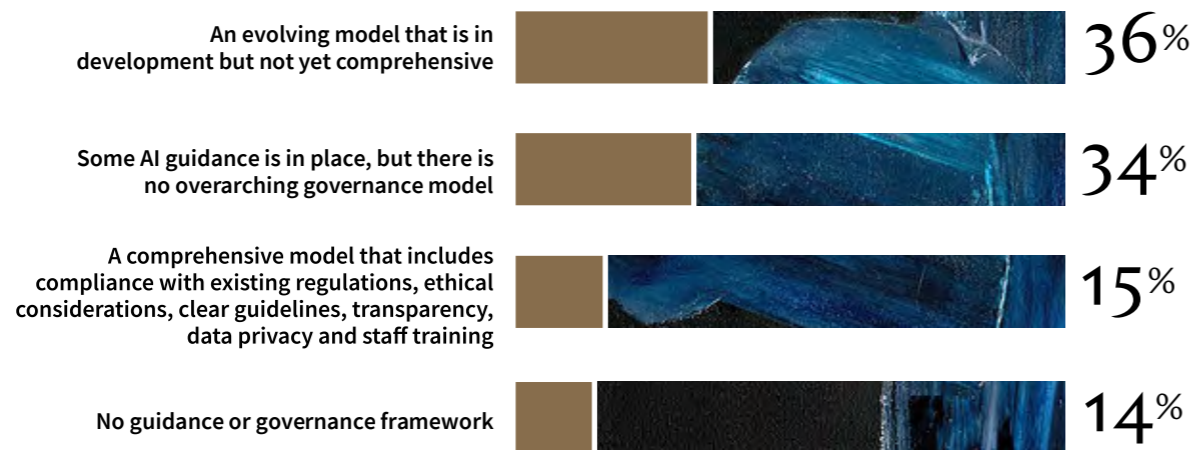 An evolving model that is in
development but not yet comprehensive
36%
Some AI guidance is in place, but there is
no overarching governance model
34%
A comprehensive model that includes
compliance with existing regulations, ethical
considerations, clear guidelines, transparency,
data privacy and staff training
15%
No guidance or governance framework
14%